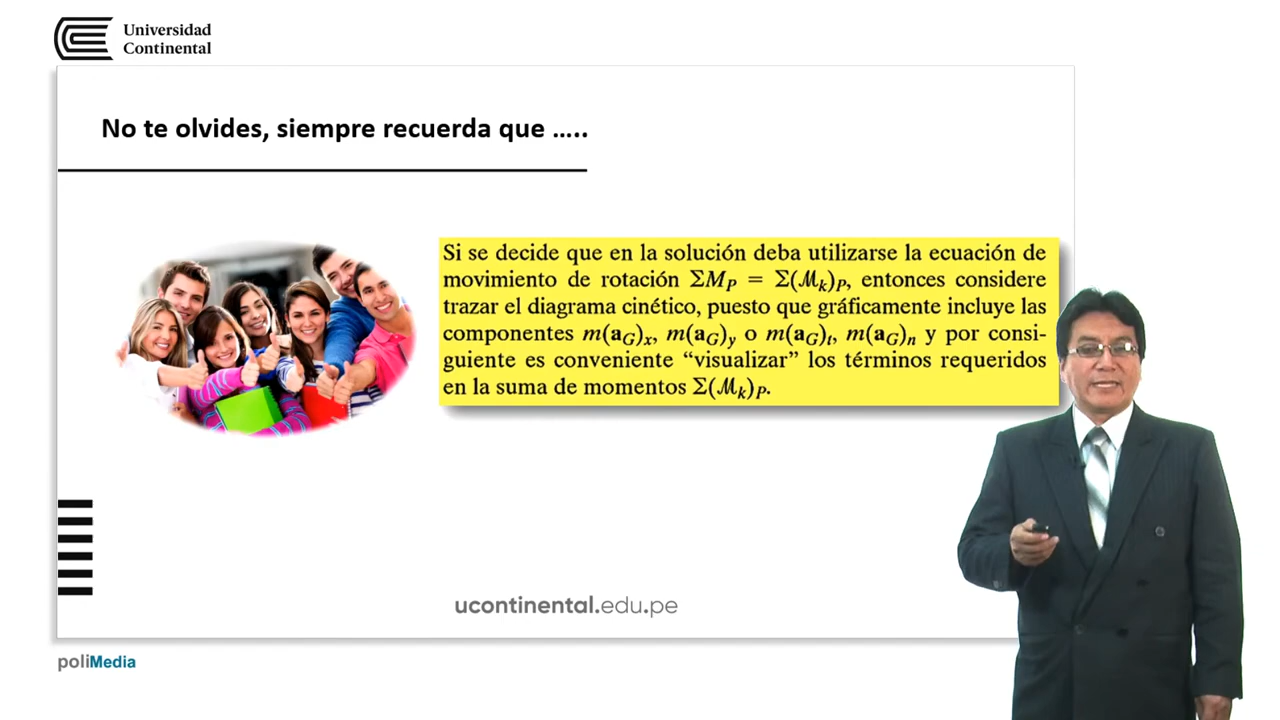 Universidad
Continental
No te olvides, siempre recuerda que .....
Si se decide que en la solución deba utilizarse la ecuación de
movimiento de rotación ΣM_P = Σ(ℳ_k)_P, entonces considere
trazar el diagrama cinético, puesto que gráficamente incluye las
componentes m(a_G)_x, m(a_G)_y o m(a_G)_t, m(a_G)_n y por consi-
guiente es conveniente “visualizar” los términos requeridos
en la suma de momentos Σ(ℳ_k)_P.
ucontinental.edu.pe
poliMedia